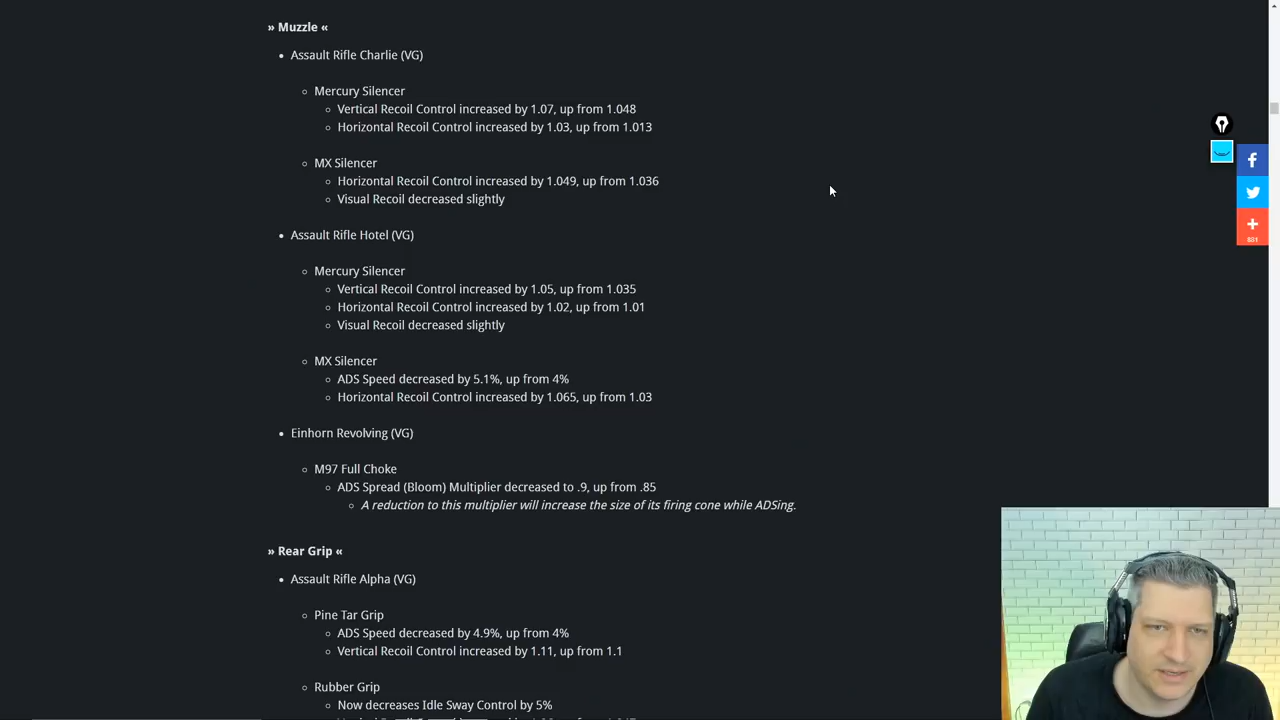 » Muzzle «
Assault Rifle Charlie (VG)
Mercury Silencer
Vertical Recoil Control increased by 1.07, up from 1.048
Horizontal Recoil Control increased by 1.03, up from 1.013
MX Silencer
Horizontal Recoil Control increased by 1.049, up from 1.036
Visual Recoil decreased slightly
Assault Rifle Hotel (VG)
Mercury Silencer
Vertical Recoil Control increased by 1.05, up from 1.035
Horizontal Recoil Control increased by 1.02, up from 1.01
Visual Recoil decreased slightly
MX Silencer
ADS Speed decreased by 5.1%, up from 4%
Horizontal Recoil Control increased by 1.065, up from 1.03
Einhorn Revolving (VG)
M97 Full Choke
ADS Spread (Bloom) Multiplier decreased to .9, up from .85
A reduction to this multiplier will increase the size of its firing cone while ADSing.
» Rear Grip «
Assault Rifle Alpha (VG)
Pine Tar Grip
ADS Speed decreased by 4.9%, up from 4%
Vertical Recoil Control increased by 1.11, up from 1.1
Rubber Grip
Now decreases Idle Sway Control by 5%